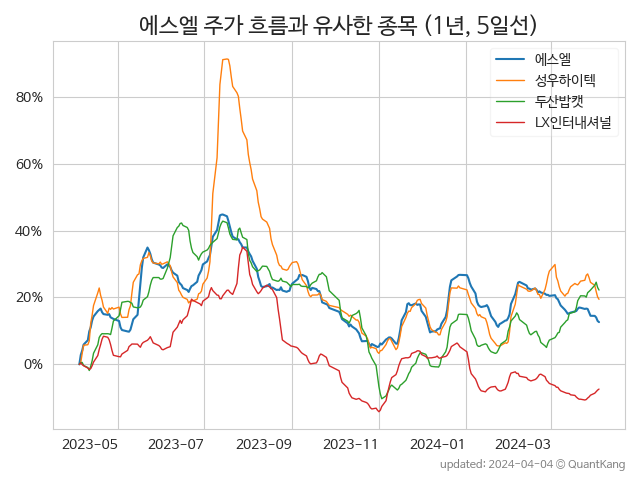 에스엘 주가 흐름과 유사한 종목 (1년, 5일선)
에스엘
성우하이텍
두산밥캣
LX인터내셔널
80%
60%
40%
20%
0%
2023-05 2023-07 2023-09 2023-11 2024-01 2024-03
updated: 2024-04-04 © QuantKang